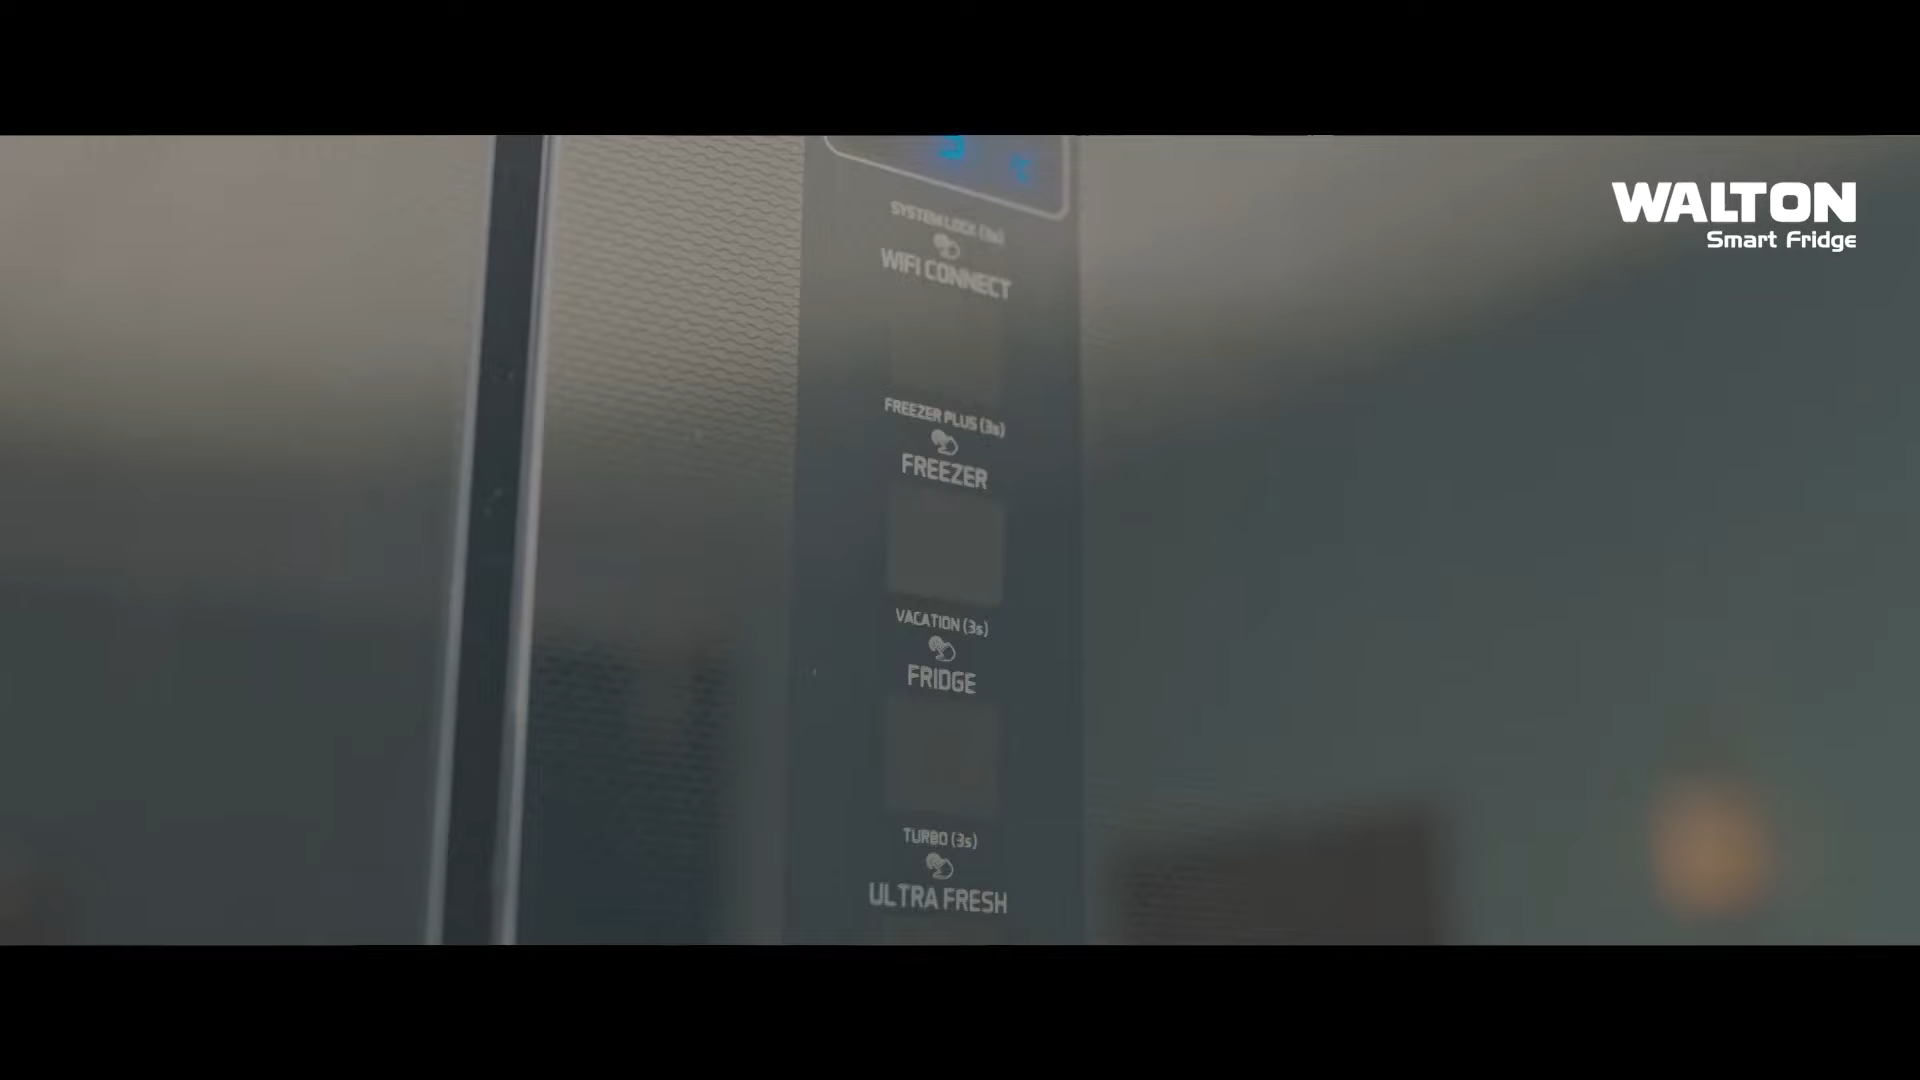 WALTON
Smart Fridge
SYSTEM LOCK (3s)
WIFI CONNECT
FREEZER PLUS (3s)
FREEZER
VACATION (3s)
FRIDGE
TURBO (3s)
ULTRA FRESH